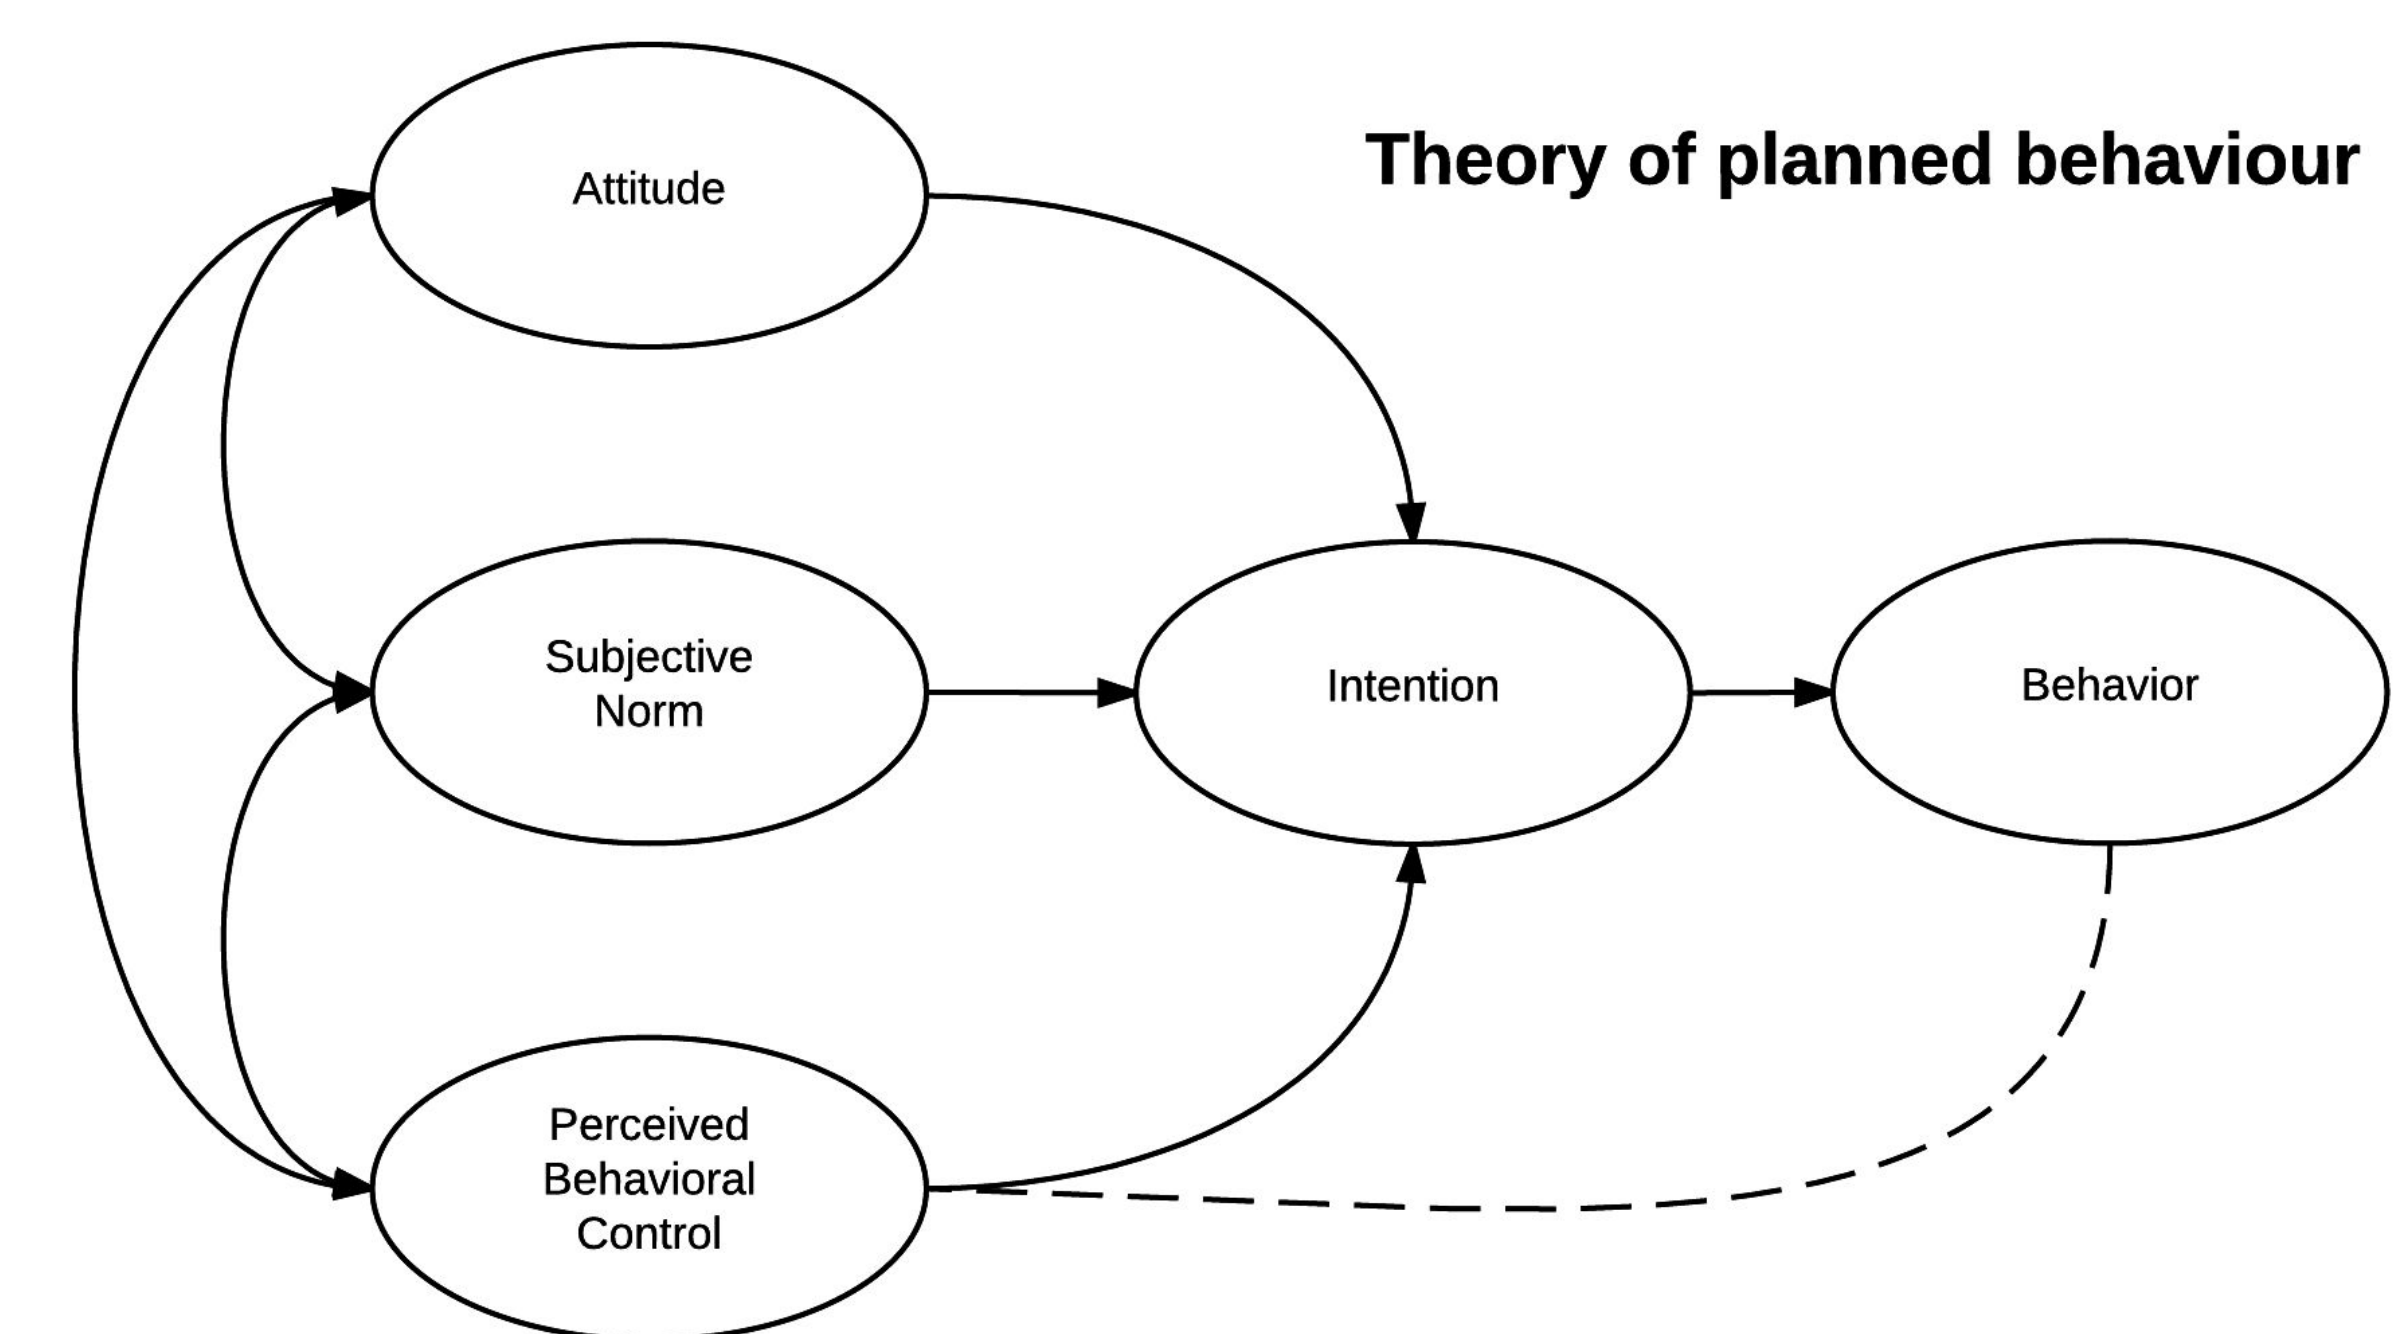 Theory of planned behaviour
Attitude
Subjective
Norm
Intention
Behavior
Perceived
Behavioral
Control